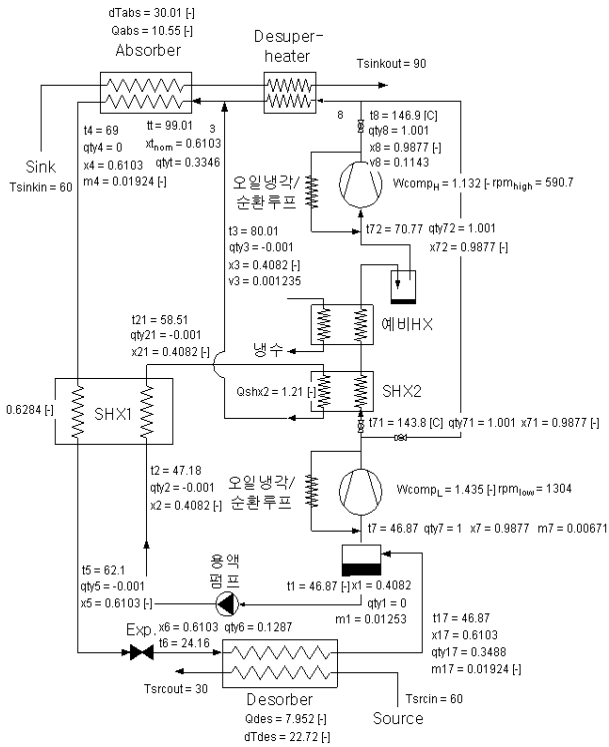 dTabs = 30.01 [-]
Qabs = 10.55 [-]
Absorber
Desuper-
heater
Tsinkout = 90
t4 = 69
qty4 = 0
x4 = 0.6103
m4 = 0.01924 [-]
tt = 99.01
xtnom = 0.6103
qtyt = 0.3346
3
8
t8 = 146.9 [C]
qty8 = 1.001
x8 = 0.9877 [-]
v8 = 0.1143
Sink
Tsinkin = 60
오일냉각/
순환루프
WcompH = 1.132 [-] rpmhigh = 590.7
t3 = 80.01
qty3 = -0.001
x3 = 0.4082 [-]
v3 = 0.001235
t72 = 70.77 qty72 = 1.001
x72 = 0.9877 [-]
t21 = 58.51
qty21 = -0.001
x21 = 0.4082 [-]
예비HX
냉수
0.6284 [-]
SHX1
Qshx2 = 1.21 [-]
SHX2
t71 = 143.8 [C] qty71 = 1.001 x71 = 0.9877 [-]
t2 = 47.18
qty2 = -0.001
x2 = 0.4082 [-]
오일냉각/
순환루프
WcompL = 1.435 [-] rpmlow = 1304
t7 = 46.87 qty7 = 1 x7 = 0.9877 m7 = 0.00671
t5 = 62.1
qty5 = -0.001
x5 = 0.6103 [-]
용액
펌프
t1 = 46.87 [-] x1 = 0.4082
qty1 = 0
m1 = 0.01253
Exp.
x6 = 0.6103 qty6 = 0.1287
t6 = 24.16
t17 = 46.87
x17 = 0.6103
qty17 = 0.3488
m17 = 0.01924 [-]
Tsrcout = 30
Tsrcin = 60
Desorber
Source
Qdes = 7.952 [-]
dTdes = 22.72 [-]